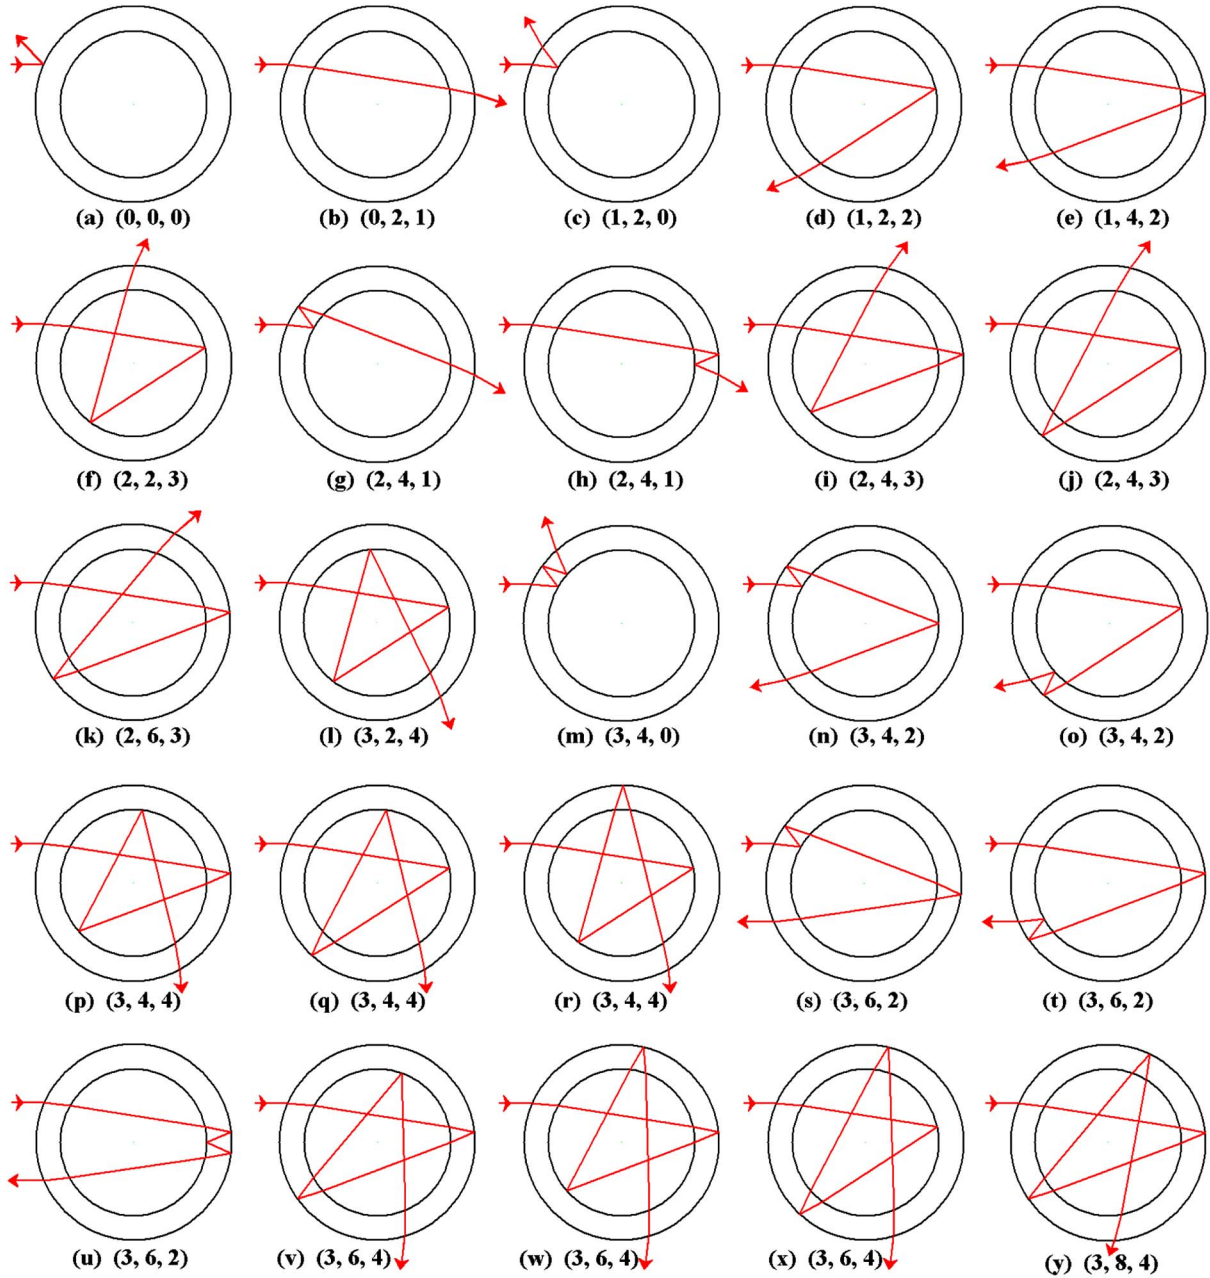 (a) (0, 0, 0) (b) (0, 2, 1) (c) (1, 2, 0) (d) (1, 2, 2) (e) (1, 4, 2)
(f) (2, 2, 3) (g) (2, 4, 1) (h) (2, 4, 1) (i) (2, 4, 3) (j) (2, 4, 3)
(k) (2, 6, 3) (l) (3, 2, 4) (m) (3, 4, 0) (n) (3, 4, 2) (o) (3, 4, 2)
(p) (3, 4, 4) (q) (3, 4, 4) (r) (3, 4, 4) (s) (3, 6, 2) (t) (3, 6, 2)
(u) (3, 6, 2) (v) (3, 6, 4) (w) (3, 6, 4) (x) (3, 6, 4) (y) (3, 8, 4)